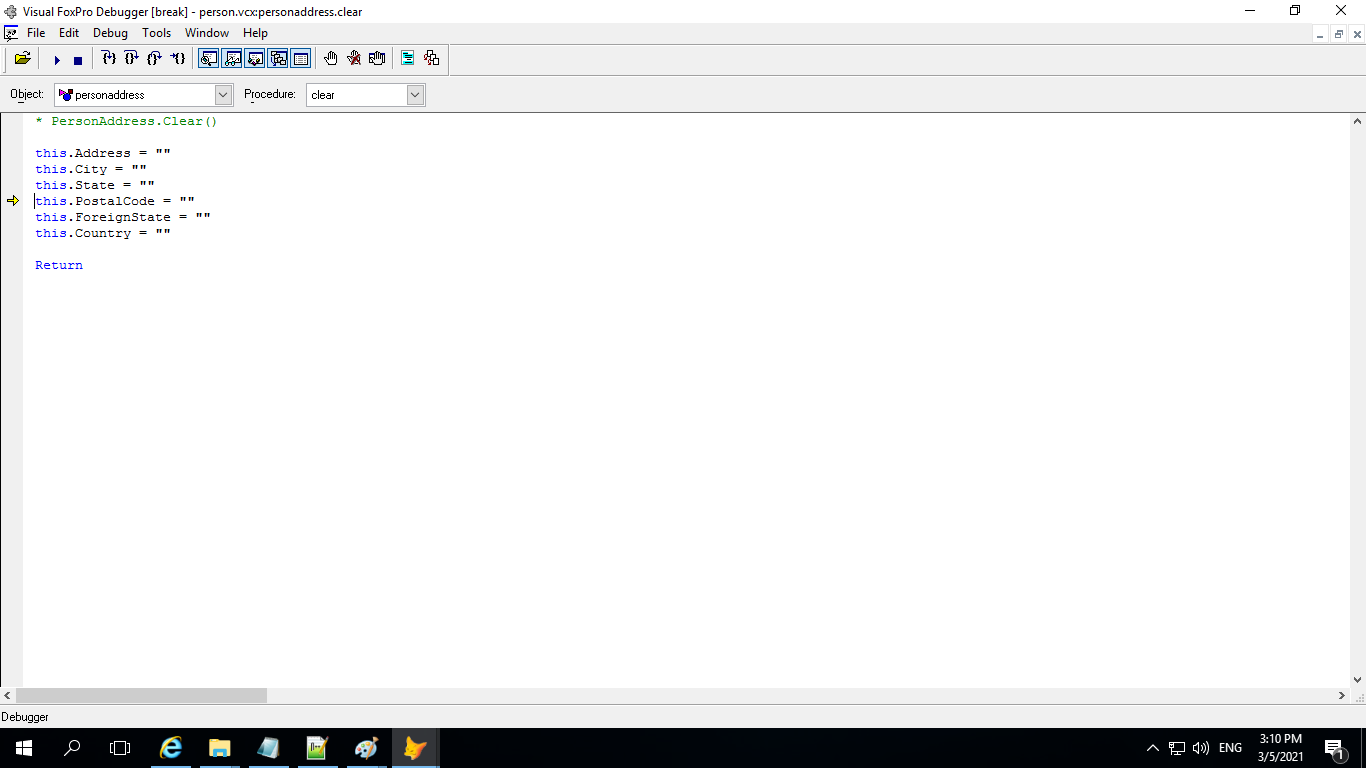 Visual FoxPro Debugger [break] - person.vcx:personaddress.clear
File Edit Debug Tools Window Help
Object: personaddress Procedure: clear
* PersonAddress.Clear()
this.Address = ""
this.City = ""
this.State = ""
this.PostalCode = ""
this.ForeignState = ""
this.Country = ""
Return
Debugger
ENG
3:10 PM
3/5/2021
1